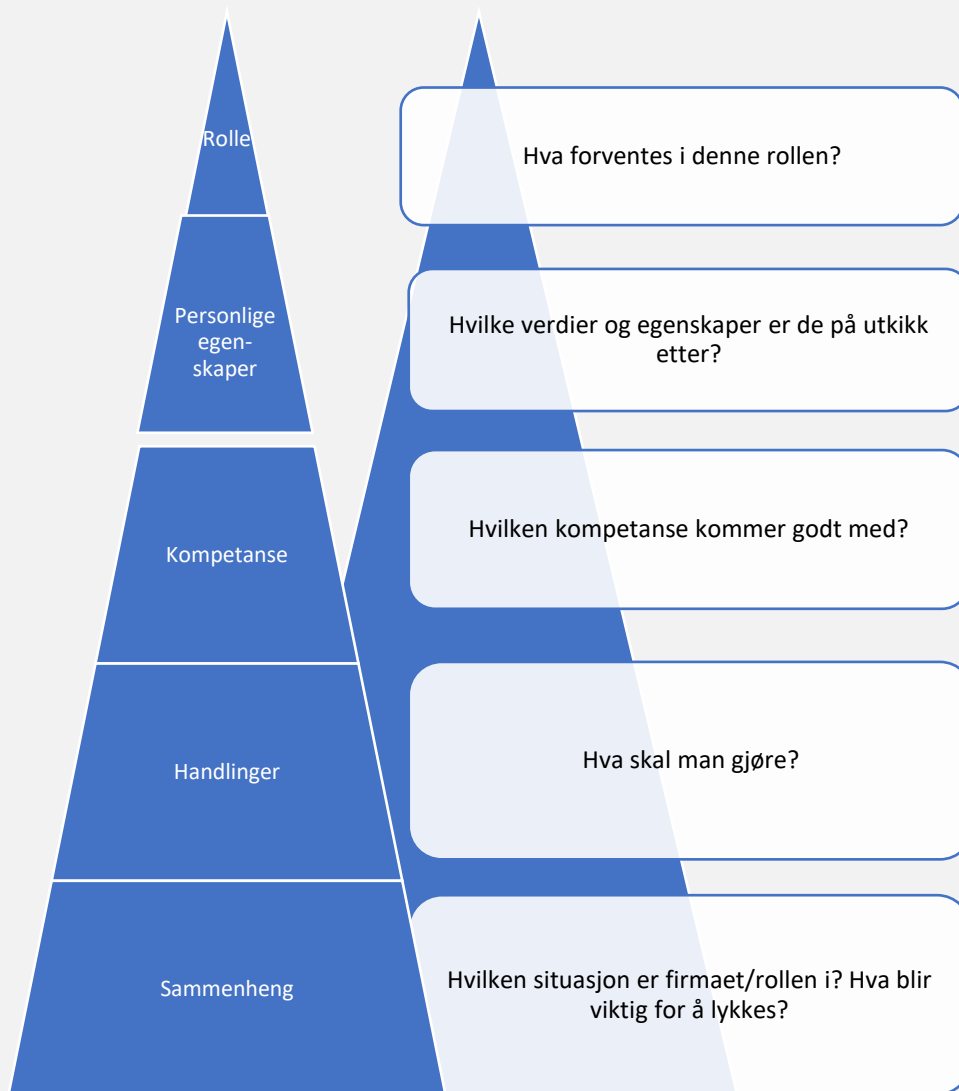 Rolle
Hva forventes i denne rollen?
Personlige
egen-
skaper
Hvilke verdier og egenskaper er de på utkikk
etter?
Kompetanse
Hvilken kompetanse kommer godt med?
Handlinger
Hva skal man gjøre?
Sammenheng
Hvilken situasjon er firmaet/rollen i? Hva blir
viktig for å lykkes?